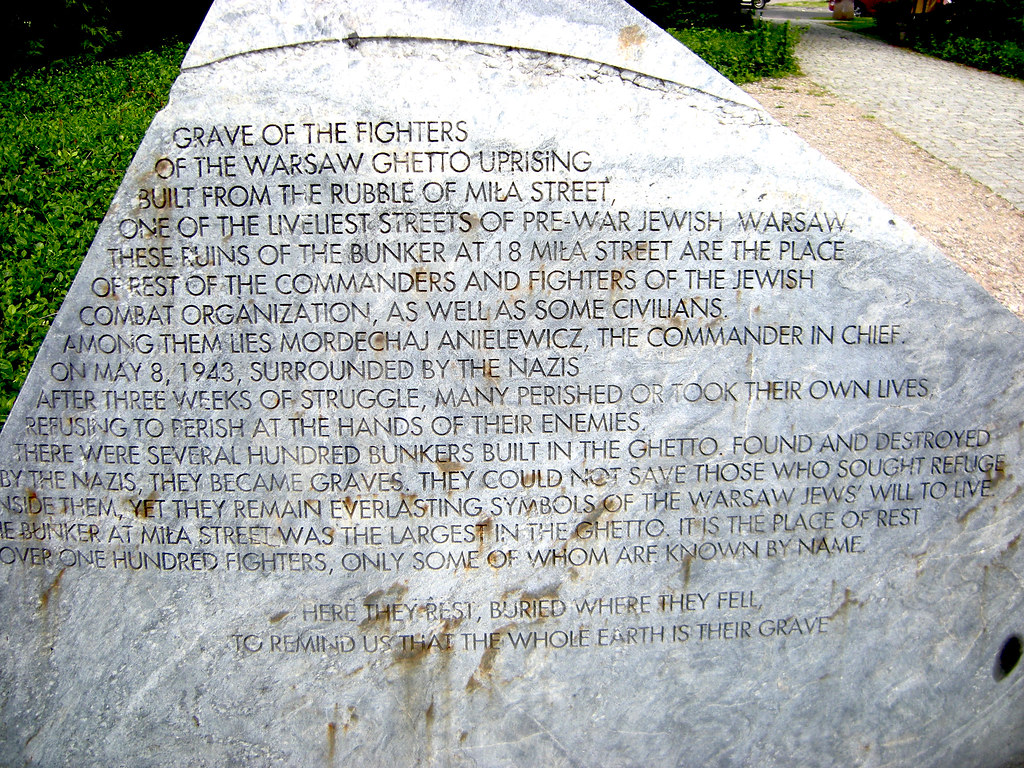 GRAVE OF THE FIGHTERS
OF THE WARSAW GHETTO UPRISING
BUILT FROM THE RUBBLE OF MIŁA STREET,
ONE OF THE LIVELIEST STREETS OF PRE-WAR JEWISH WARSAW.
THESE RUINS OF THE BUNKER AT 18 MIŁA STREET ARE THE PLACE
OF REST OF THE COMMANDERS AND FIGHTERS OF THE JEWISH
COMBAT ORGANIZATION, AS WELL AS SOME CIVILIANS.
AMONG THEM LIES MORDECHAJ ANIELEWICZ, THE COMMANDER IN CHIEF.
ON MAY 8, 1943, SURROUNDED BY THE NAZIS
AFTER THREE WEEKS OF STRUGGLE, MANY PERISHED OR TOOK THEIR OWN LIVES,
REFUSING TO PERISH AT THE HANDS OF THEIR ENEMIES.
THERE WERE SEVERAL HUNDRED BUNKERS BUILT IN THE GHETTO. FOUND AND DESTROYED
BY THE NAZIS, THEY BECAME GRAVES. THEY COULD NOT SAVE THOSE WHO SOUGHT REFUGE
NSIDE THEM, YET THEY REMAIN EVERLASTING SYMBOLS OF THE WARSAW JEWS' WILL TO LIVE.
HE BUNKER AT MIŁA STREET WAS THE LARGEST IN THE GHETTO. IT IS THE PLACE OF REST
OVER ONE HUNDRED FIGHTERS, ONLY SOME OF WHOM ARE KNOWN BY NAME.
HERE THEY REST, BURIED WHERE THEY FELL,
TO REMIND US THAT THE WHOLE EARTH IS THEIR GRAVE